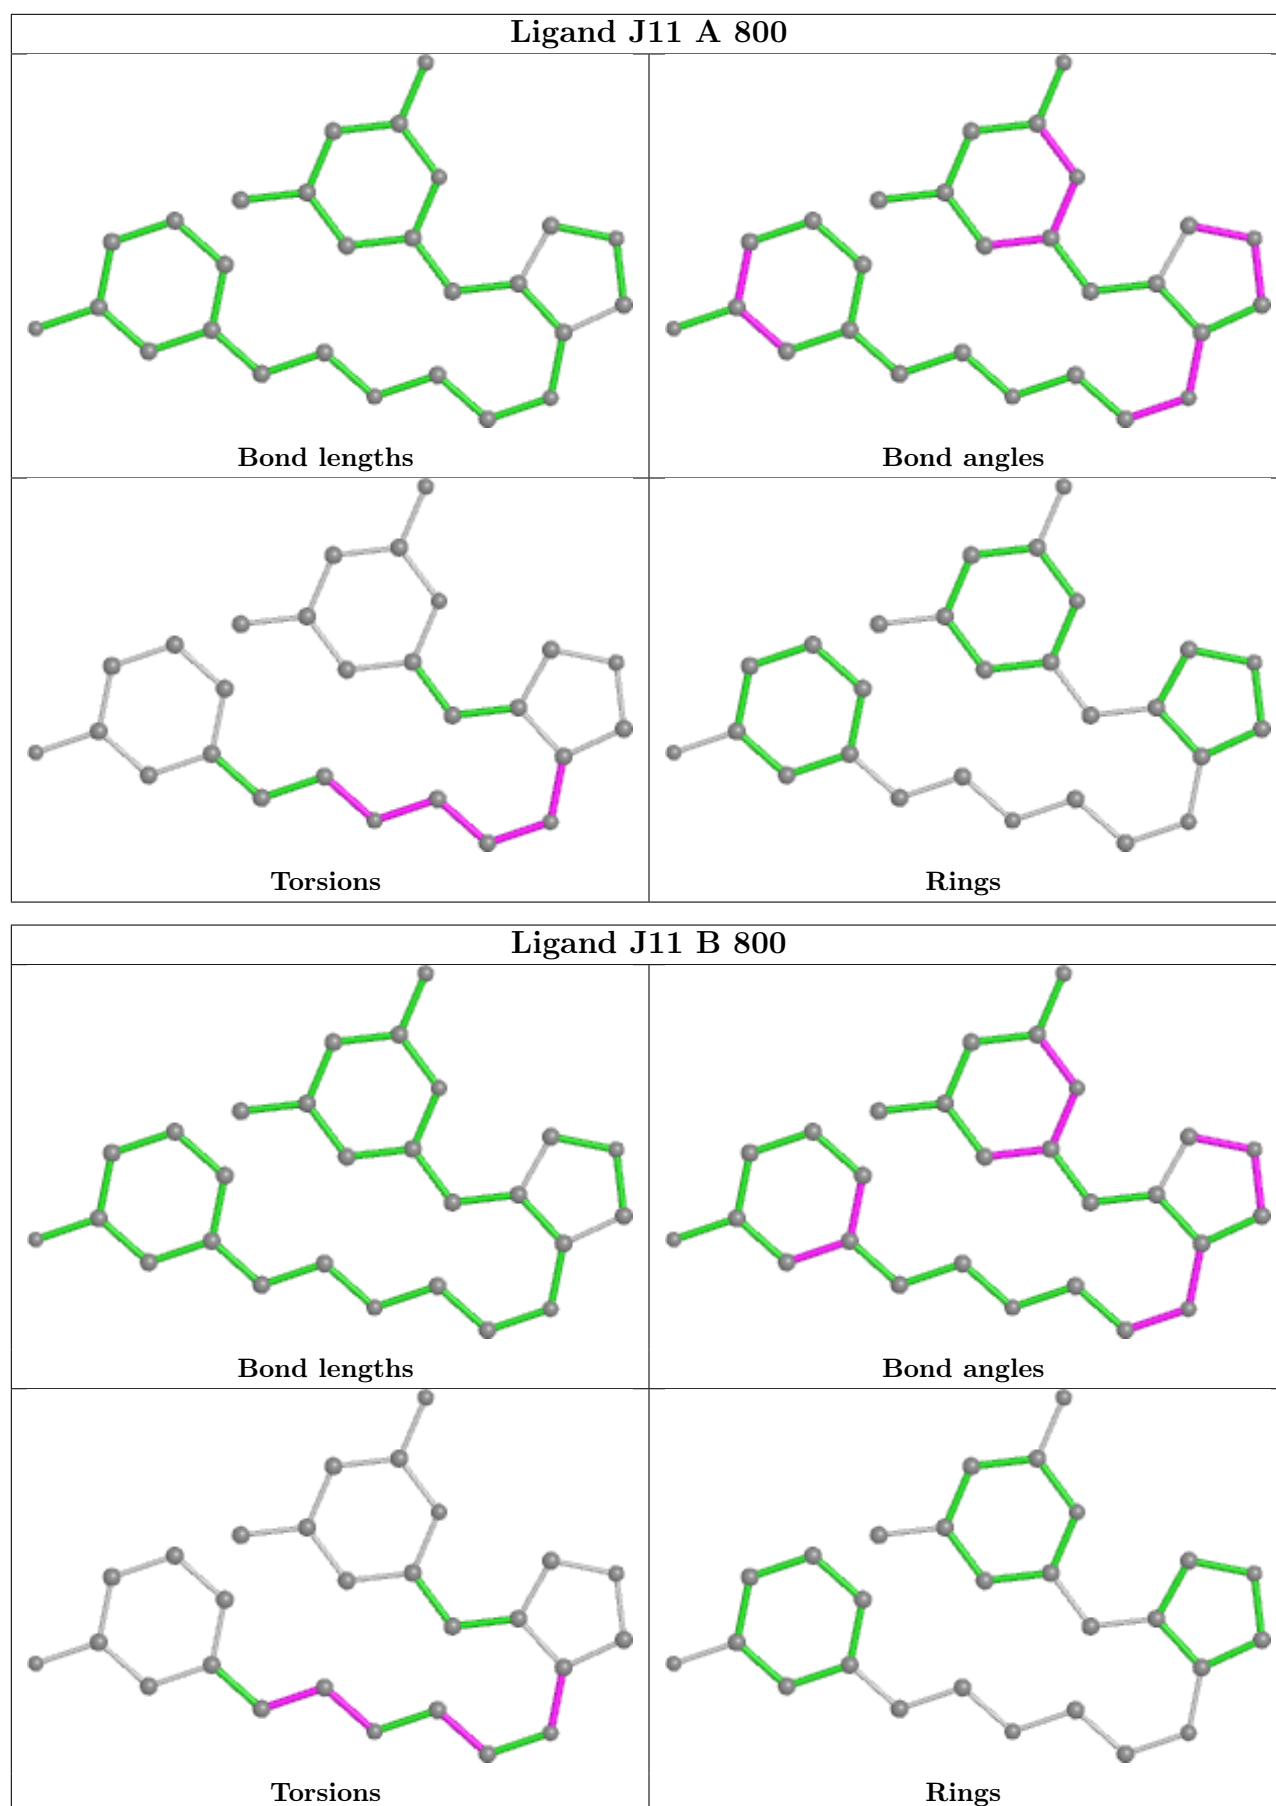 Ligand J11 A 800
Bond lengths
Bond angles
Torsions
Rings
Ligand J11 B 800
Bond lengths
Bond angles
Torsions
Rings